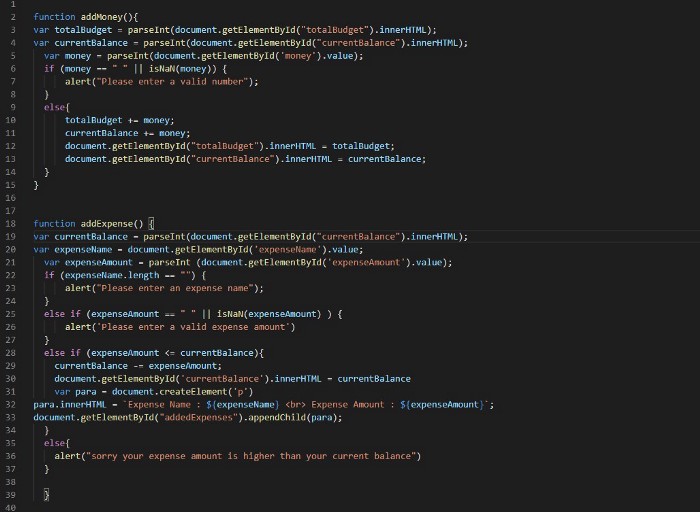 1
2 function addMoney(){
3 var totalBudget = parseInt(document.getElementById("totalBudget").innerHTML);
4 var currentBalance = parseInt(document.getElementById("currentBalance").innerHTML);
5 var money = parseInt(document.getElementById('money').value);
6 if (money == " " || isNaN(money)) {
7 alert("Please enter a valid number");
8 }
9 else{
10 totalBudget += money;
11 currentBalance += money;
12 document.getElementById("totalBudget").innerHTML = totalBudget;
13 document.getElementById("currentBalance").innerHTML = currentBalance;
14 }
15 }
16
17
18 function addExpense() {
19 var currentBalance = parseInt(document.getElementById("currentBalance").innerHTML);
20 var expenseName = document.getElementById('expenseName').value;
21 var expenseAmount = parseInt (document.getElementById('expenseAmount').value);
22 if (expenseName.length == "") {
23 alert("Please enter an expense name");
24 }
25 else if (expenseAmount == " " || isNaN(expenseAmount) ) {
26 alert('Please enter a valid expense amount')
27 }
28 else if (expenseAmount <= currentBalance){
29 currentBalance -= expenseAmount;
30 document.getElementById('currentBalance').innerHTML = currentBalance
31 var para = document.createElement('p')
32 para.innerHTML = `Expense Name : ${expenseName} <br> Expense Amount : ${expenseAmount}`;
33 document.getElementById("addedExpenses").appendChild(para);
34 }
35 else{
36 alert("sorry your expense amount is higher than your current balance")
37 }
38
39 }
40